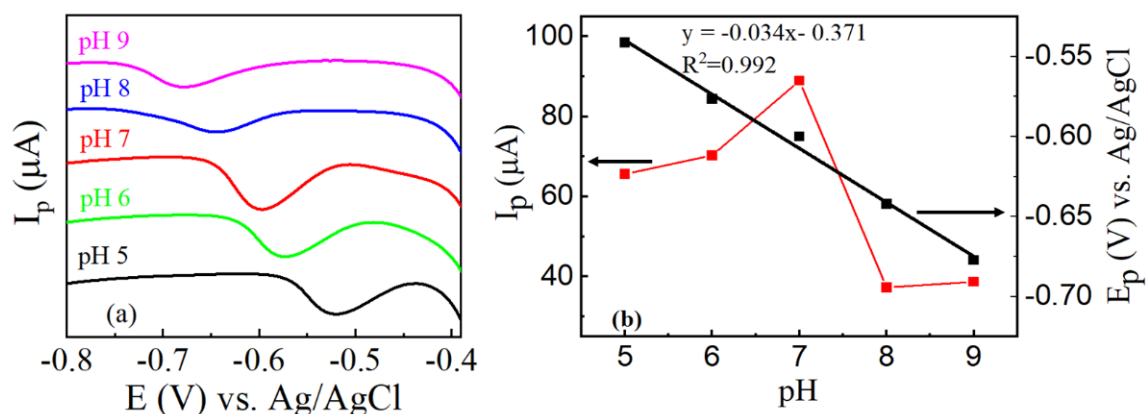 (a)
pH 9
pH 8
pH 7
pH 6
pH 5
Ip (μA)
-0.8
-0.7
-0.6
-0.5
-0.4
E (V) vs. Ag/AgCl
y = -0.034x- 0.371
R²=0.992
100
80
60
40
Ip (μA)
-0.55
-0.60
-0.65
-0.70
Ep (V) vs. Ag/AgCl
(b)
5
6
7
8
9
pH